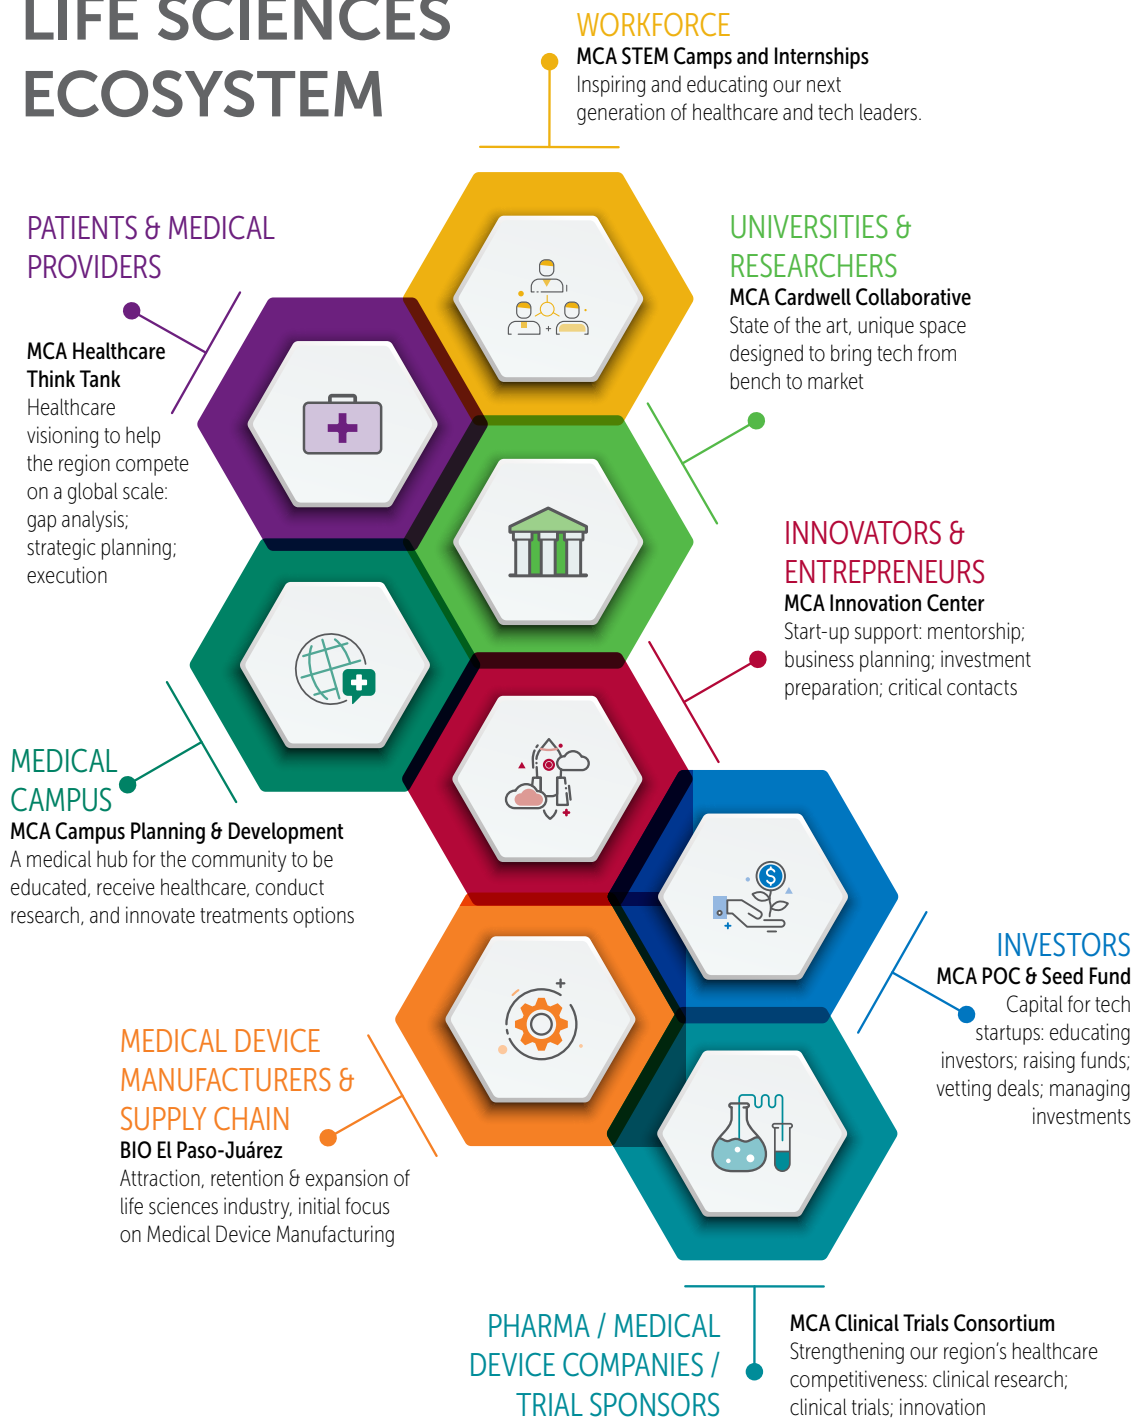 LIFE SCIENCES
ECOSYSTEM
WORKFORCE
MCA STEM Camps and Internships
Inspiring and educating our next
generation of healthcare and tech leaders.
PATIENTS & MEDICAL
PROVIDERS
MCA Healthcare
Think Tank
Healthcare
visioning to help
the region compete
on a global scale:
gap analysis;
strategic planning;
execution
UNIVERSITIES &
RESEARCHERS
MCA Cardwell Collaborative
State of the art, unique space
designed to bring tech from
bench to market
INNOVATORS &
ENTREPRENEURS
MCA Innovation Center
Start-up support: mentorship;
business planning; investment
preparation; critical contacts
MEDICAL
CAMPUS
MCA Campus Planning & Development
A medical hub for the community to be
educated, receive healthcare, conduct
research, and innovate treatments options
$
INVESTORS
MCA POC & Seed Fund
Capital for tech
startups: educating
investors; raising funds;
vetting deals; managing
investments
MEDICAL DEVICE
MANUFACTURERS &
SUPPLY CHAIN
BIO El Paso-Juárez
Attraction, retention & expansion of
life sciences industry, initial focus
on Medical Device Manufacturing
PHARMA / MEDICAL
DEVICE COMPANIES /
TRIAL SPONSORS
MCA Clinical Trials Consortium
Strengthening our region's healthcare
competitiveness: clinical research;
clinical trials; innovation